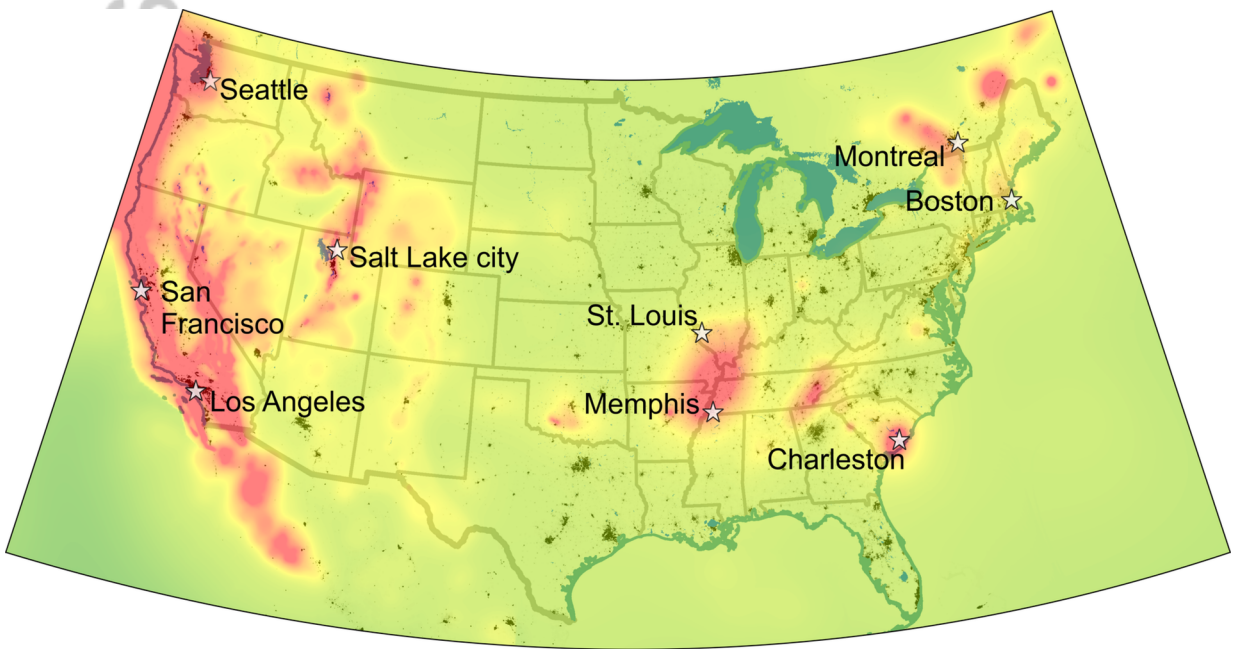 Seattle
Montreal
Boston
Salt Lake city
San
Francisco
St. Louis
Los Angeles
Memphis
Charleston